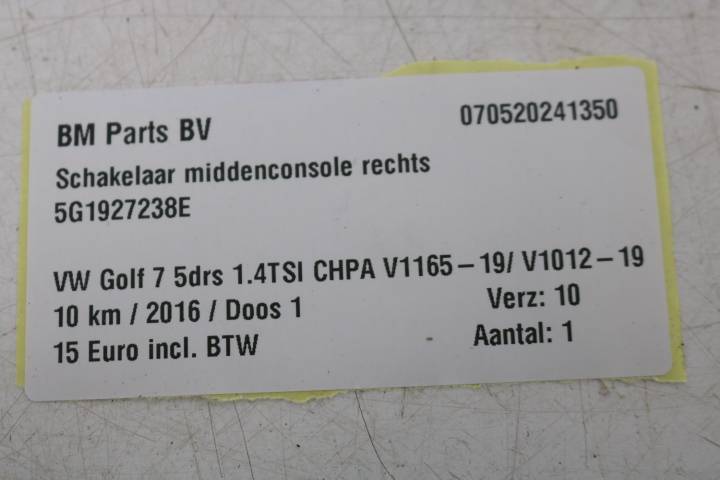 BM Parts BV 070520241350
Schakelaar middenconsole rechts
5G1927238E
VW Golf 7 5drs 1.4TSI CHPA V1165-19/ V1012-19
10 km / 2016 / Doos 1 Verz: 10
15 Euro incl. BTW Aantal: 1